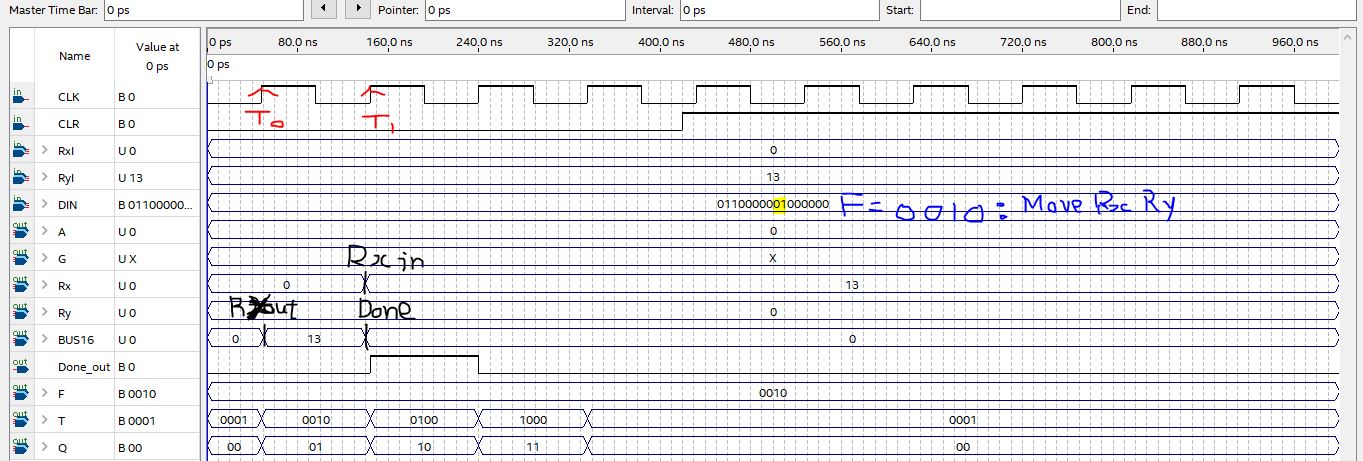 Master Time Bar: 0 ps Pointer: 0 ps Interval: 0 ps Start: End:
Name Value at 0 ps 0 ps 80.0 ns 160.0 ns 240.0 ns 320.0 ns 400.0 ns 480.0 ns 560.0 ns 640.0 ns 720.0 ns 800.0 ns 880.0 ns 960.0 ns
0 ps
in CLK B 0
T0 T1
in CLR B 0
in RxI U 0 0
in RyI U 13 13
in DIN B 01100000... 0110000001000000 F=0010: Move Rx Ry
out A U 0 0
out G U X X
Rx in
out Rx U 0 0 13
out Ry U 0 0
out Done
out BUS16 U 0 0 13 0
out Done_out B 0
out F B 0010 0010
out T B 0001 0001 0010 0100 1000 0001
out Q B 00 00 01 10 11 00